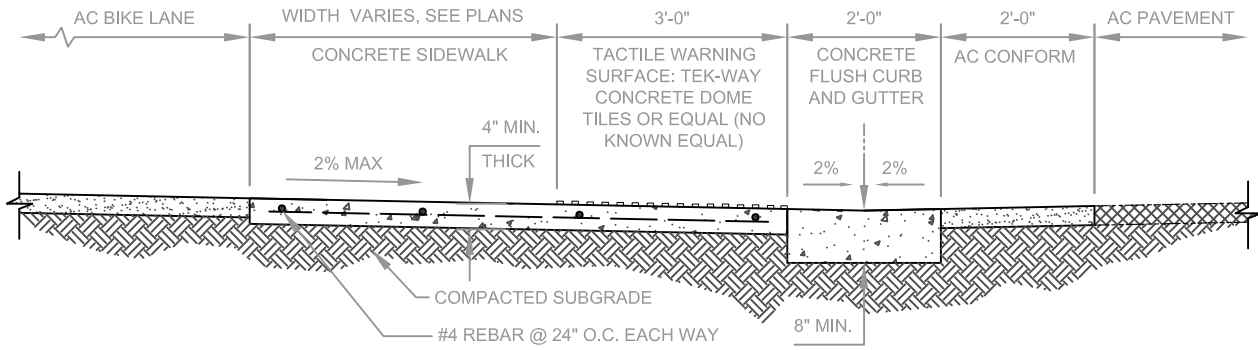 AC BIKE LANE
WIDTH VARIES, SEE PLANS
CONCRETE SIDEWALK
3'-0"
TACTILE WARNING
SURFACE: TEK-WAY
CONCRETE DOME
TILES OR EQUAL (NO
KNOWN EQUAL)
2'-0"
CONCRETE
FLUSH CURB
AND GUTTER
2'-0"
AC CONFORM
AC PAVEMENT
4" MIN.
THICK
2% MAX
2%
2%
COMPACTED SUBGRADE
#4 REBAR @ 24" O.C. EACH WAY
8" MIN.